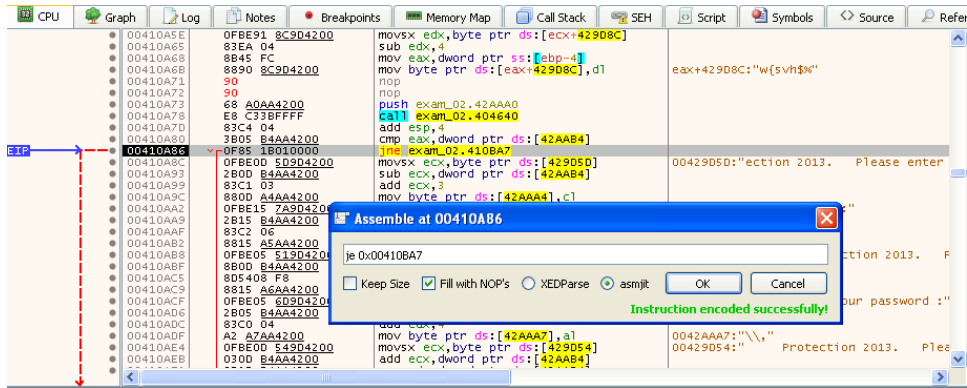 CPU Graph Log Notes Breakpoints Memory Map Call Stack SEH Script Symbols Source Refer
00410A5E 0FBE91 8C9D4200 movsx edx,byte ptr ds:[ecx+429D8C]
00410A65 83EA 04 sub edx,4
00410A68 8B45 FC mov eax,dword ptr ss:[ebp-4]
00410A6B 8890 8C9D4200 mov byte ptr ds:[eax+429D8C],dl eax+429D8C:"w{svh$%"
00410A71 90 nop
00410A72 90 nop
00410A73 68 A0AA4200 push exam_02.42AAA0
00410A78 E8 C33BFFFF call exam_02.404640
00410A7D 83C4 04 add esp,4
00410A80 3B05 B4AA4200 cmp eax,dword ptr ds:[42AAB4]
EIP 00410A86 0F85 1B010000 jne exam_02.410BA7
00410A8C 0FBE0D 5D9D4200 movsx ecx,byte ptr ds:[429D5D] 00429D5D:"ection 2013. Please enter
00410A93 2B0D B4AA4200 sub ecx,dword ptr ds:[42AAB4]
00410A99 83C1 03 add ecx,3
00410A9C 880D A4AA4200 mov byte ptr ds:[42AAA4],cl
00410AA2 0FBE15 7A9D4200 :"
00410AA9 2B15 B4AA4200
00410AAF 83C2 06
00410AB2 8815 A5AA4200
00410AB8 0FBE05 519D4200 ction 2013. P
00410ABF 8B0D B4AA4200
00410AC5 8D5408 F8
00410AC9 8815 A6AA4200
00410ACF 0FBE05 6D9D4200 our password :"
00410AD6 2B05 B4AA4200
00410ADC 83C0 04 add eax,4
00410ADF A2 A7AA4200 mov byte ptr ds:[42AAA7],al 0042AAA7:"\\,"
00410AE4 0FBE0D 549D4200 movsx ecx,byte ptr ds:[429D54] 00429D54:" Protection 2013. Plea
00410AEB 030D B4AA4200 add ecx,dword ptr ds:[42AAB4]
Assemble at 00410A86
je 0x00410BA7
Keep Size Fill with NOP's XEDParse asmjit OK Cancel
Instruction encoded successfully!